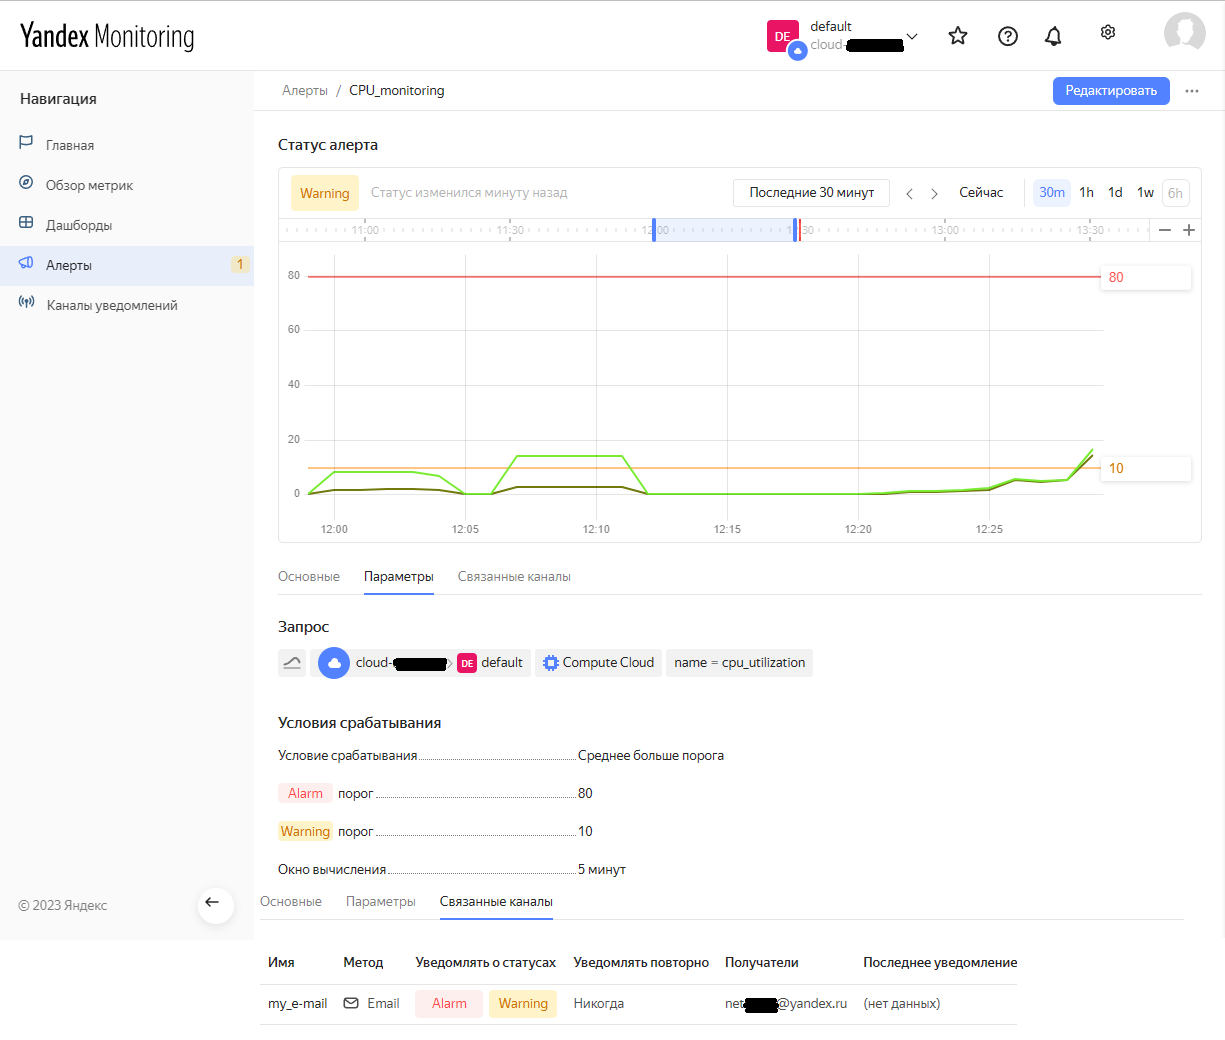 Yandex Monitoring
DE
default
cloud-
Навигация
Главная
Обзор метрик
Дашборды
Алерты
1
Каналы уведомлений
© 2023 Яндекс
Алерты / CPU_monitoring
Редактировать
Статус алерта
Warning Статус изменился минуту назад
Последние 30 минут
Сейчас
30m 1h 1d 1w 6h
11:00 11:30 12:00 13:00 13:30
80
80
60
40
20
10
0
12:00 12:05 12:10 12:15 12:20 12:25
Основные Параметры Связанные каналы
Запрос
cloud- DE default Compute Cloud name = cpu_utilization
Условия срабатывания
Условие срабатывания Среднее больше порога
Alarm порог 80
Warning порог 10
Окно вычисления 5 минут
Основные Параметры Связанные каналы
Имя Метод Уведомлять о статусах Уведомлять повторно Получатели Последнее уведомление
my_e-mail Email Alarm Warning Никогда net @yandex.ru (нет данных)